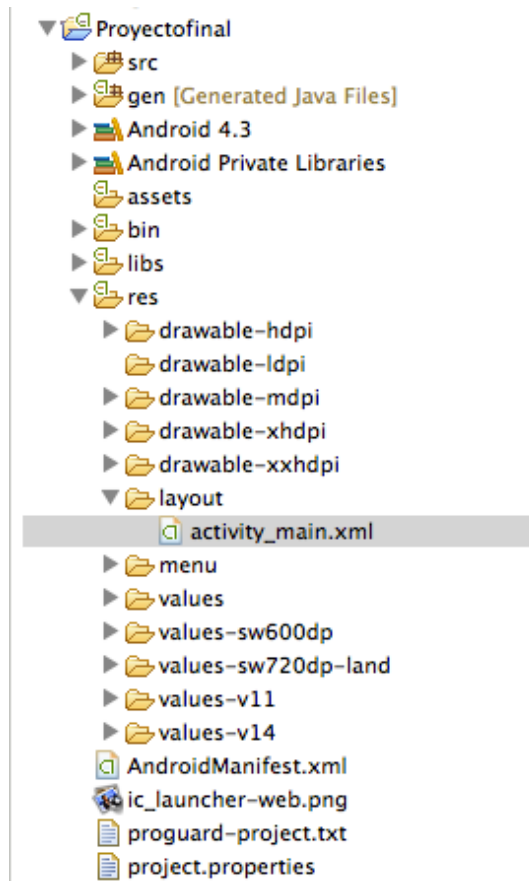 Proyectofinal
src
gen [Generated Java Files]
Android 4.3
Android Private Libraries
assets
bin
libs
res
drawable-hdpi
drawable-ldpi
drawable-mdpi
drawable-xhdpi
drawable-xxhdpi
layout
activity_main.xml
menu
values
values-sw600dp
values-sw720dp-land
values-v11
values-v14
AndroidManifest.xml
ic_launcher-web.png
proguard-project.txt
project.properties